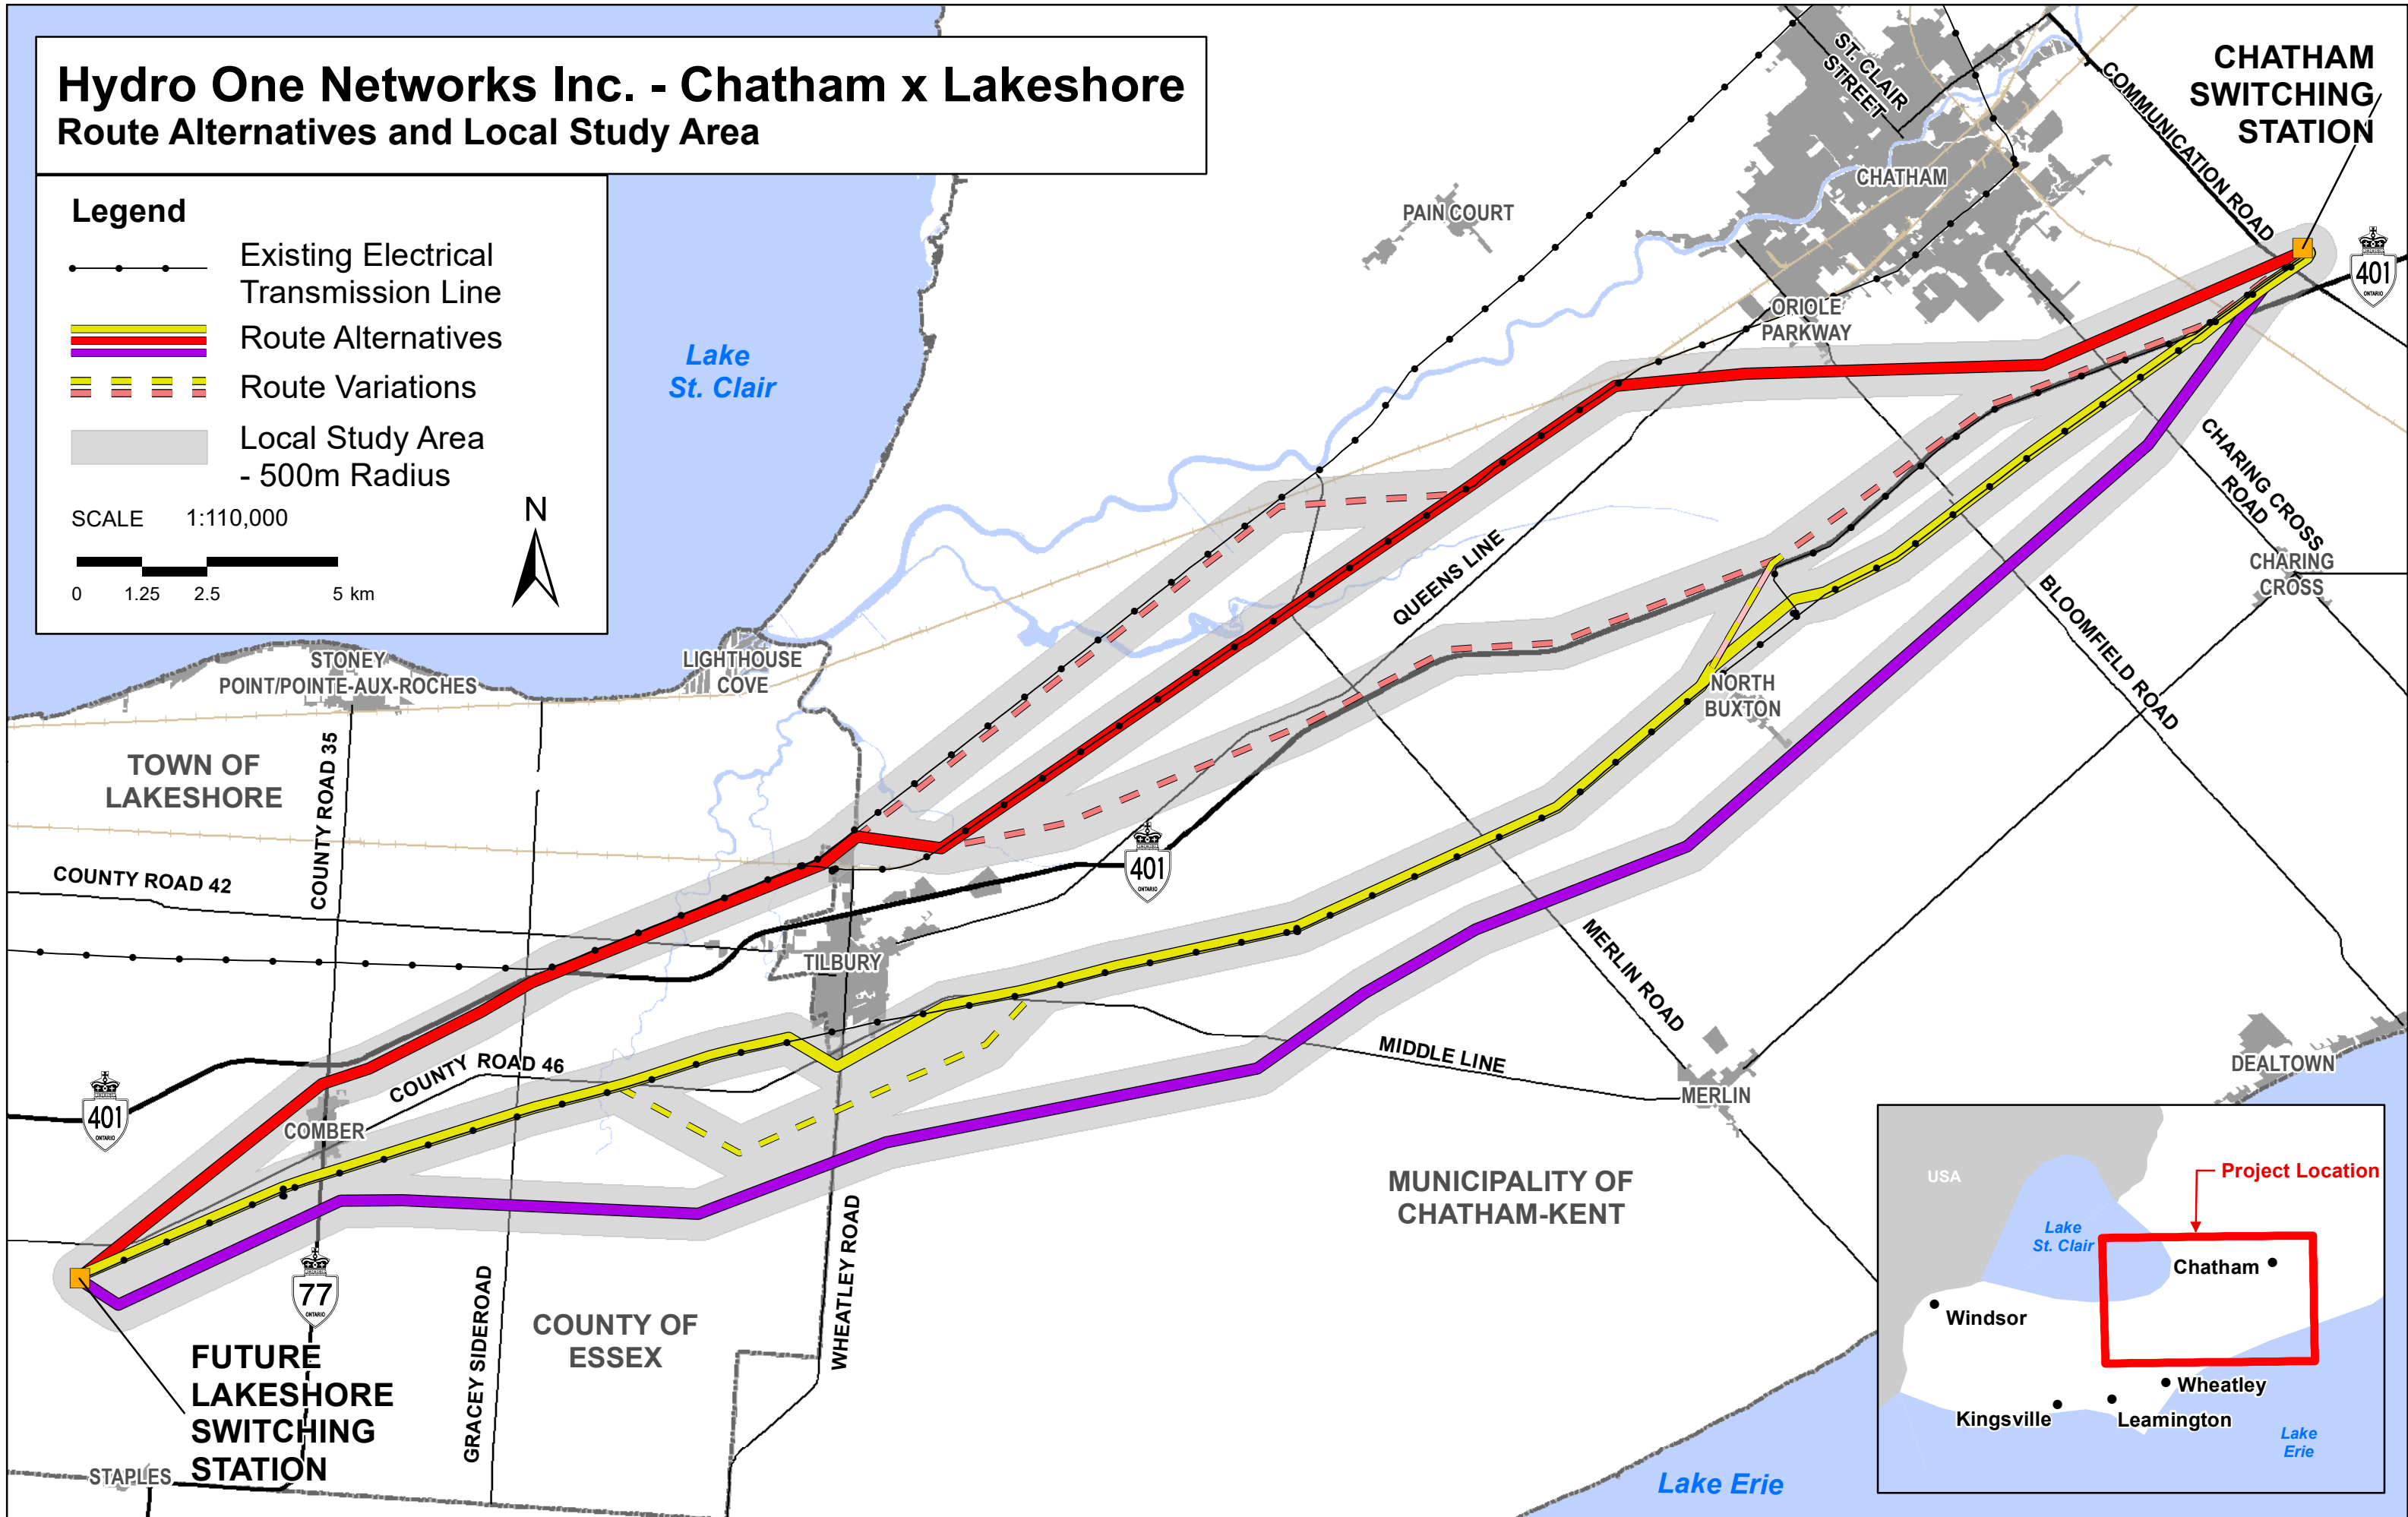 Hydro One Networks Inc. - Chatham x Lakeshore
Route Alternatives and Local Study Area
Legend
Existing Electrical
Transmission Line
Route Alternatives
Route Variations
Local Study Area
- 500m Radius
SCALE 1:110,000
0 1.25 2.5 5 km
N
Lake
St. Clair
PAIN COURT
ST. CLAIR
STREET
CHATHAM
COMMUNICATION ROAD
CHATHAM
SWITCHING
STATION
401
ONTARIO
ORIOLE
PARKWAY
QUEENS LINE
CHARING CROSS
ROAD
CHARING
CROSS
BLOOMFIELD ROAD
STONEY
POINT/POINTE-AUX-ROCHES
LIGHTHOUSE
COVE
NORTH
BUXTON
TOWN OF
LAKESHORE
COUNTY ROAD 35
COUNTY ROAD 42
401
ONTARIO
TILBURY
MERLIN ROAD
MIDDLE LINE
MERLIN
DEALTOWN
COUNTY ROAD 46
401
ONTARIO
COMBER
77
ONTARIO
GRACEY SIDEROAD
WHEATLEY ROAD
MUNICIPALITY OF
CHATHAM-KENT
COUNTY OF
ESSEX
FUTURE
LAKESHORE
SWITCHING
STATION
STAPLES
Lake Erie
USA
Project Location
Lake
St. Clair
Chatham
Windsor
Wheatley
Kingsville
Leamington
Lake
Erie